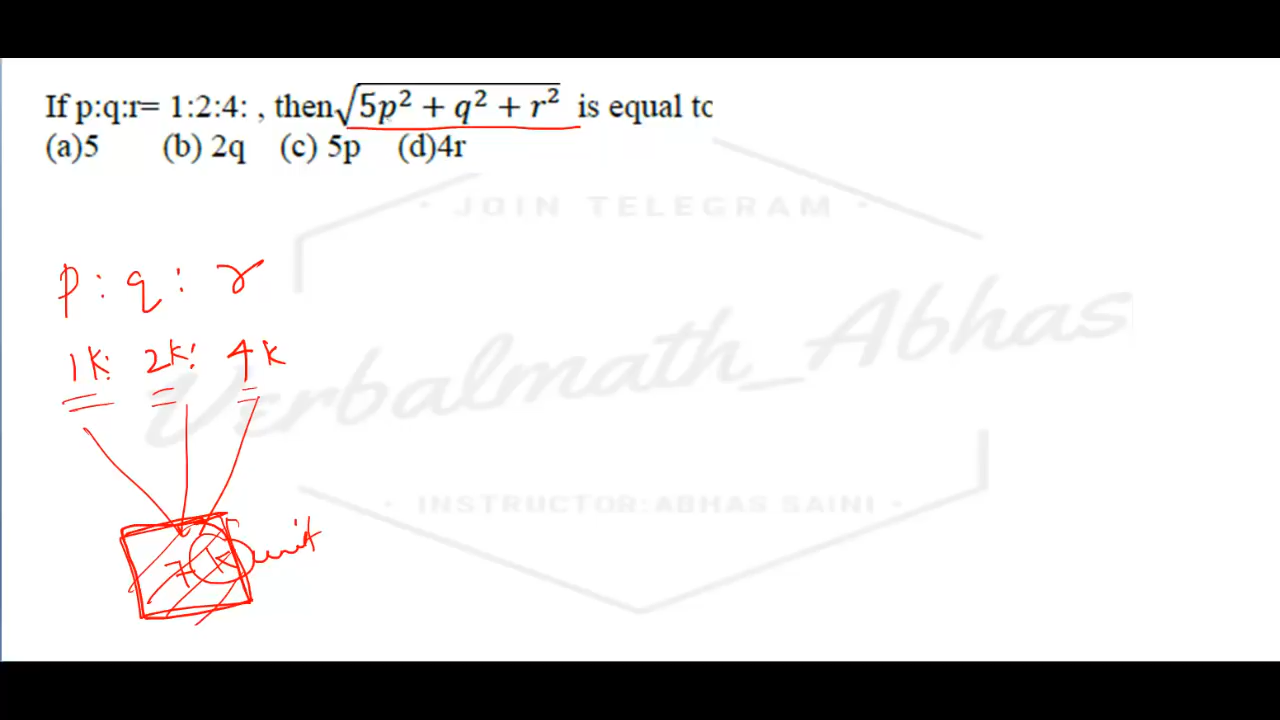 If p:q:r= 1:2:4: , then√5p² + q² + r² is equal to
(a)5 (b) 2q (c) 5p (d)4r
· JOIN TELEGRAM ·
p : q : r
1k: 2k: 4k
Verbalmath_Abhas
· INSTRUCTOR:ABHAS SAINI ·
7k unit